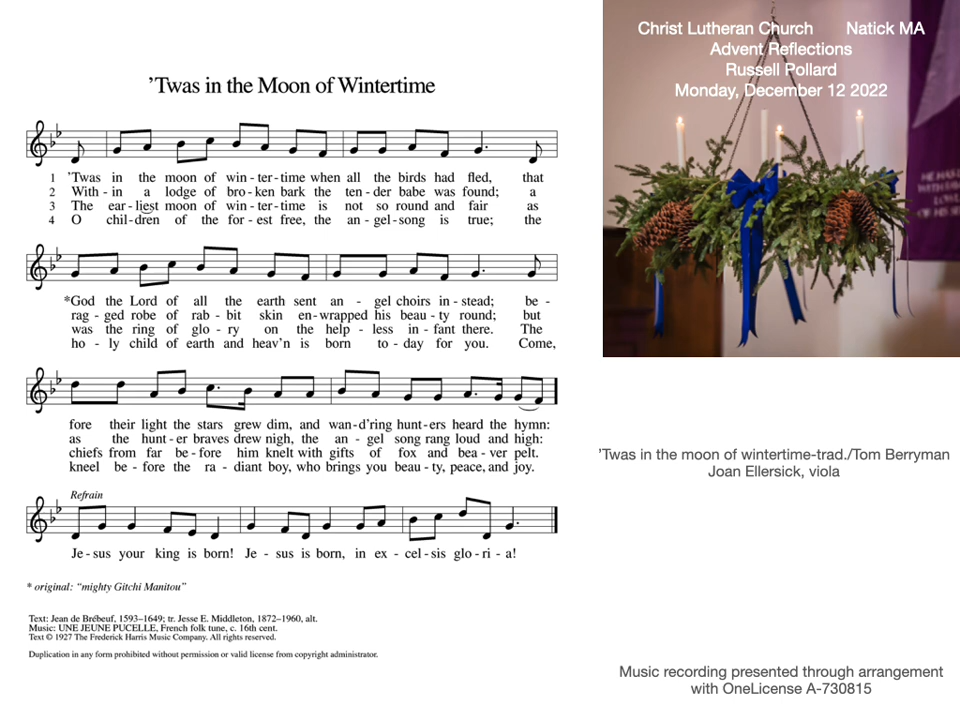 ’Twas in the Moon of Wintertime
1 ’Twas in the moon of win - ter - time when all the birds had fled, that
2 With - in a lodge of bro - ken bark the ten - der babe was found; a
3 The ear - liest moon of win - ter - time is not so round and fair as
4 O chil - dren of the for - est free, the an - gel - song is true; the
*God the Lord of all the earth sent an - gel choirs in - stead; be -
rag - ged robe of rab - bit skin en - wrapped his beau - ty round; but
was the ring of glo - ry on the help - less in - fant there. The
ho - ly child of earth and heav’n is born to - day for you. Come,
fore their light the stars grew dim, and wan - d’ring hunt - ers heard the hymn:
as the hunt - er braves drew nigh, the an - gel song rang loud and high:
chiefs from far be - fore him knelt with gifts of fox and bea - ver pelt.
kneel be - fore the ra - diant boy, who brings you beau - ty, peace, and joy.
Refrain
Je - sus your king is born! Je - sus is born, in ex - cel - sis glo - ri - a!
* original: “mighty Gitchi Manitou”
Text: Jean de Brébeuf, 1593–1649; tr. Jesse E. Middleton, 1872–1960, alt.
Music: UNE JEUNE PUCELLE, French folk tune, c. 16th cent.
Text © 1927 The Frederick Harris Music Company. All rights reserved.
Duplication in any form prohibited without permission or valid license from copyright administrator.
Christ Lutheran Church Natick MA
Advent Reflections
Russell Pollard
Monday, December 12 2022
’Twas in the moon of wintertime-trad./Tom Berryman
Joan Ellersick, viola
Music recording presented through arrangement
with OneLicense A-730815